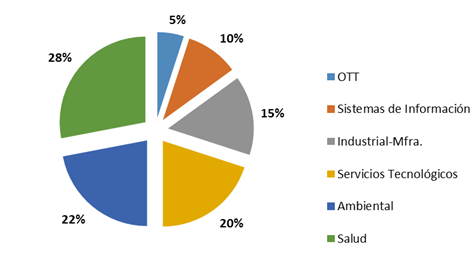 5%
10%
28%
15%
22%
20%
OTT
Sistemas de Información
Industrial-Mfra.
Servicios Tecnológicos
Ambiental
Salud